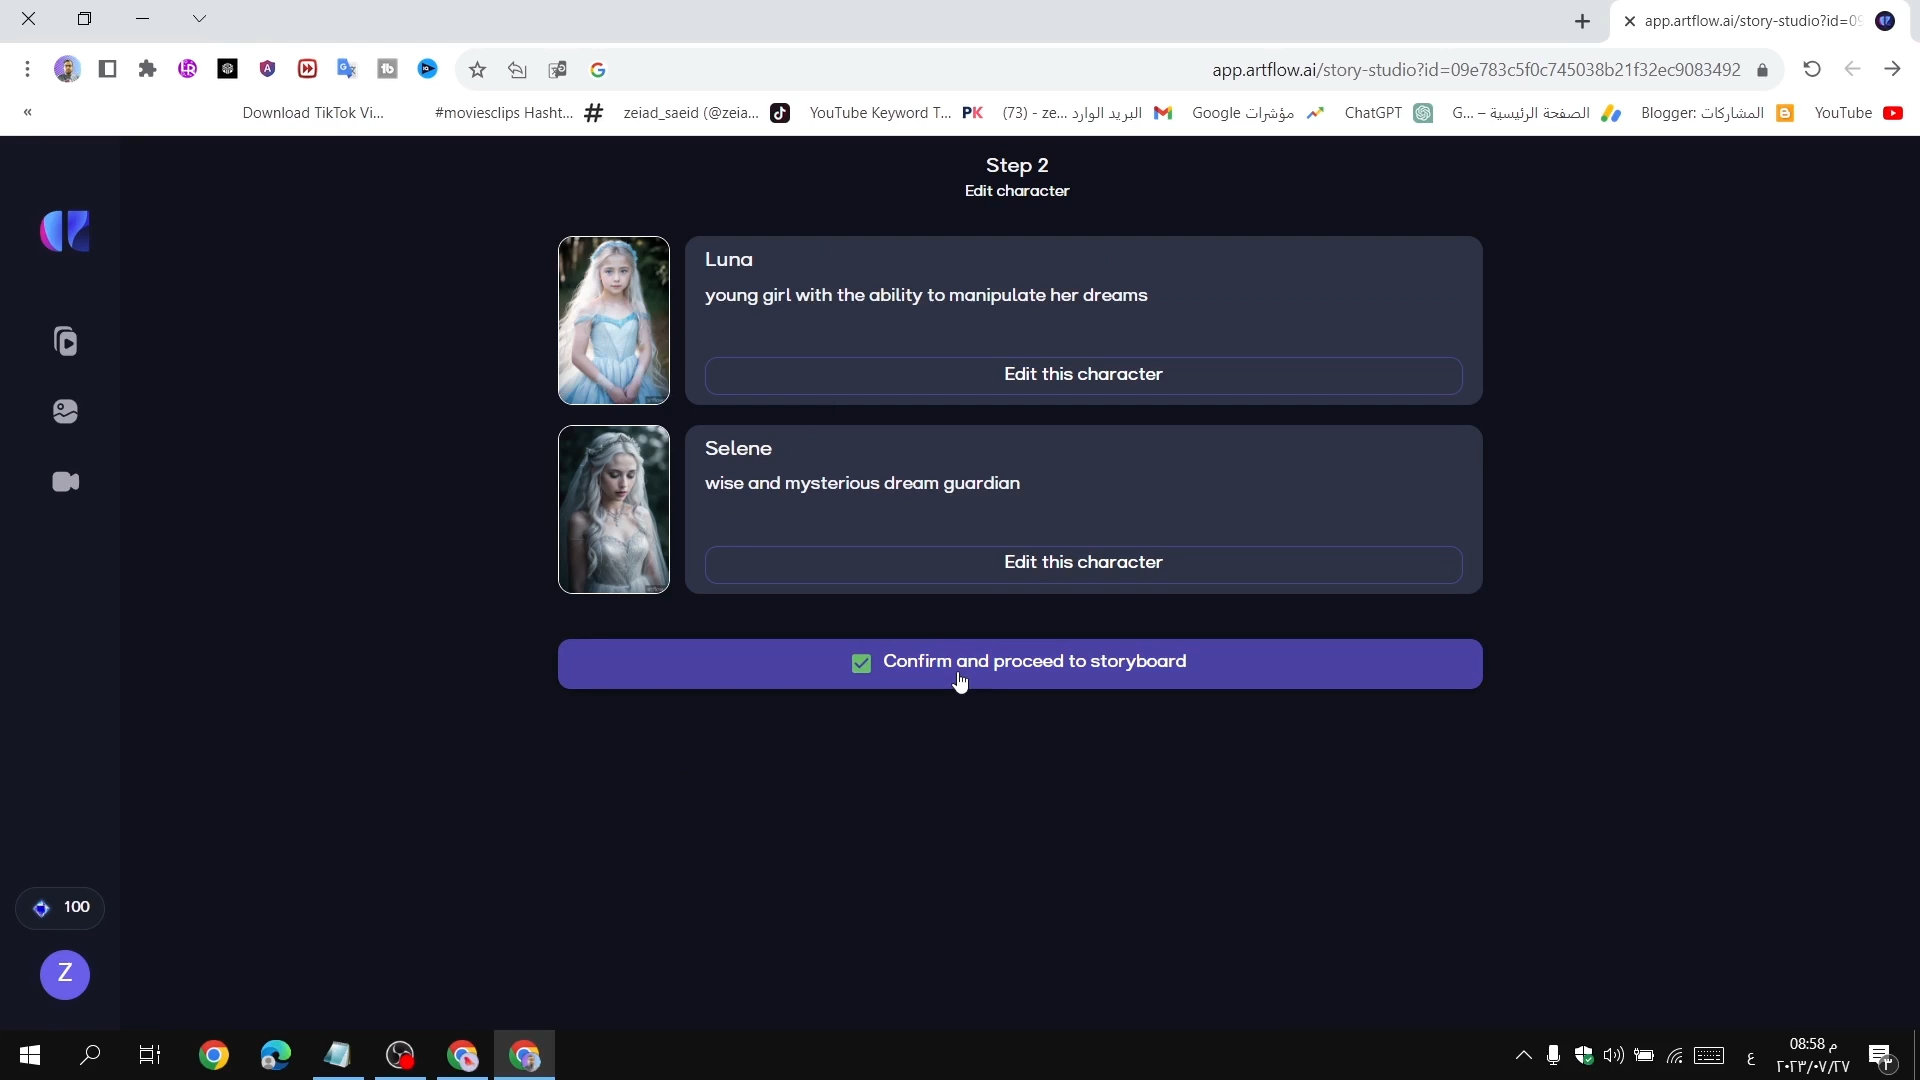 app.artflow.ai/story-studio?id=09
app.artflow.ai/story-studio?id=09e783c5f0c745038b21f32ec9083492
«
Download TikTok Vi...
#moviesclips Hasht...
zeiad_saeid (@zeia...
YouTube Keyword T...
PK
البريد الوارد (73) - ze...
مؤشرات Google
ChatGPT
الصفحة الرئيسية – G...
المشاركات: Blogger
YouTube
Step 2
Edit character
Luna
young girl with the ability to manipulate her dreams
Edit this character
Selene
wise and mysterious dream guardian
Edit this character
Confirm and proceed to storyboard
100
Z
ع
08:58 م
٢٠٢٣/٠٧/٢٧
٣